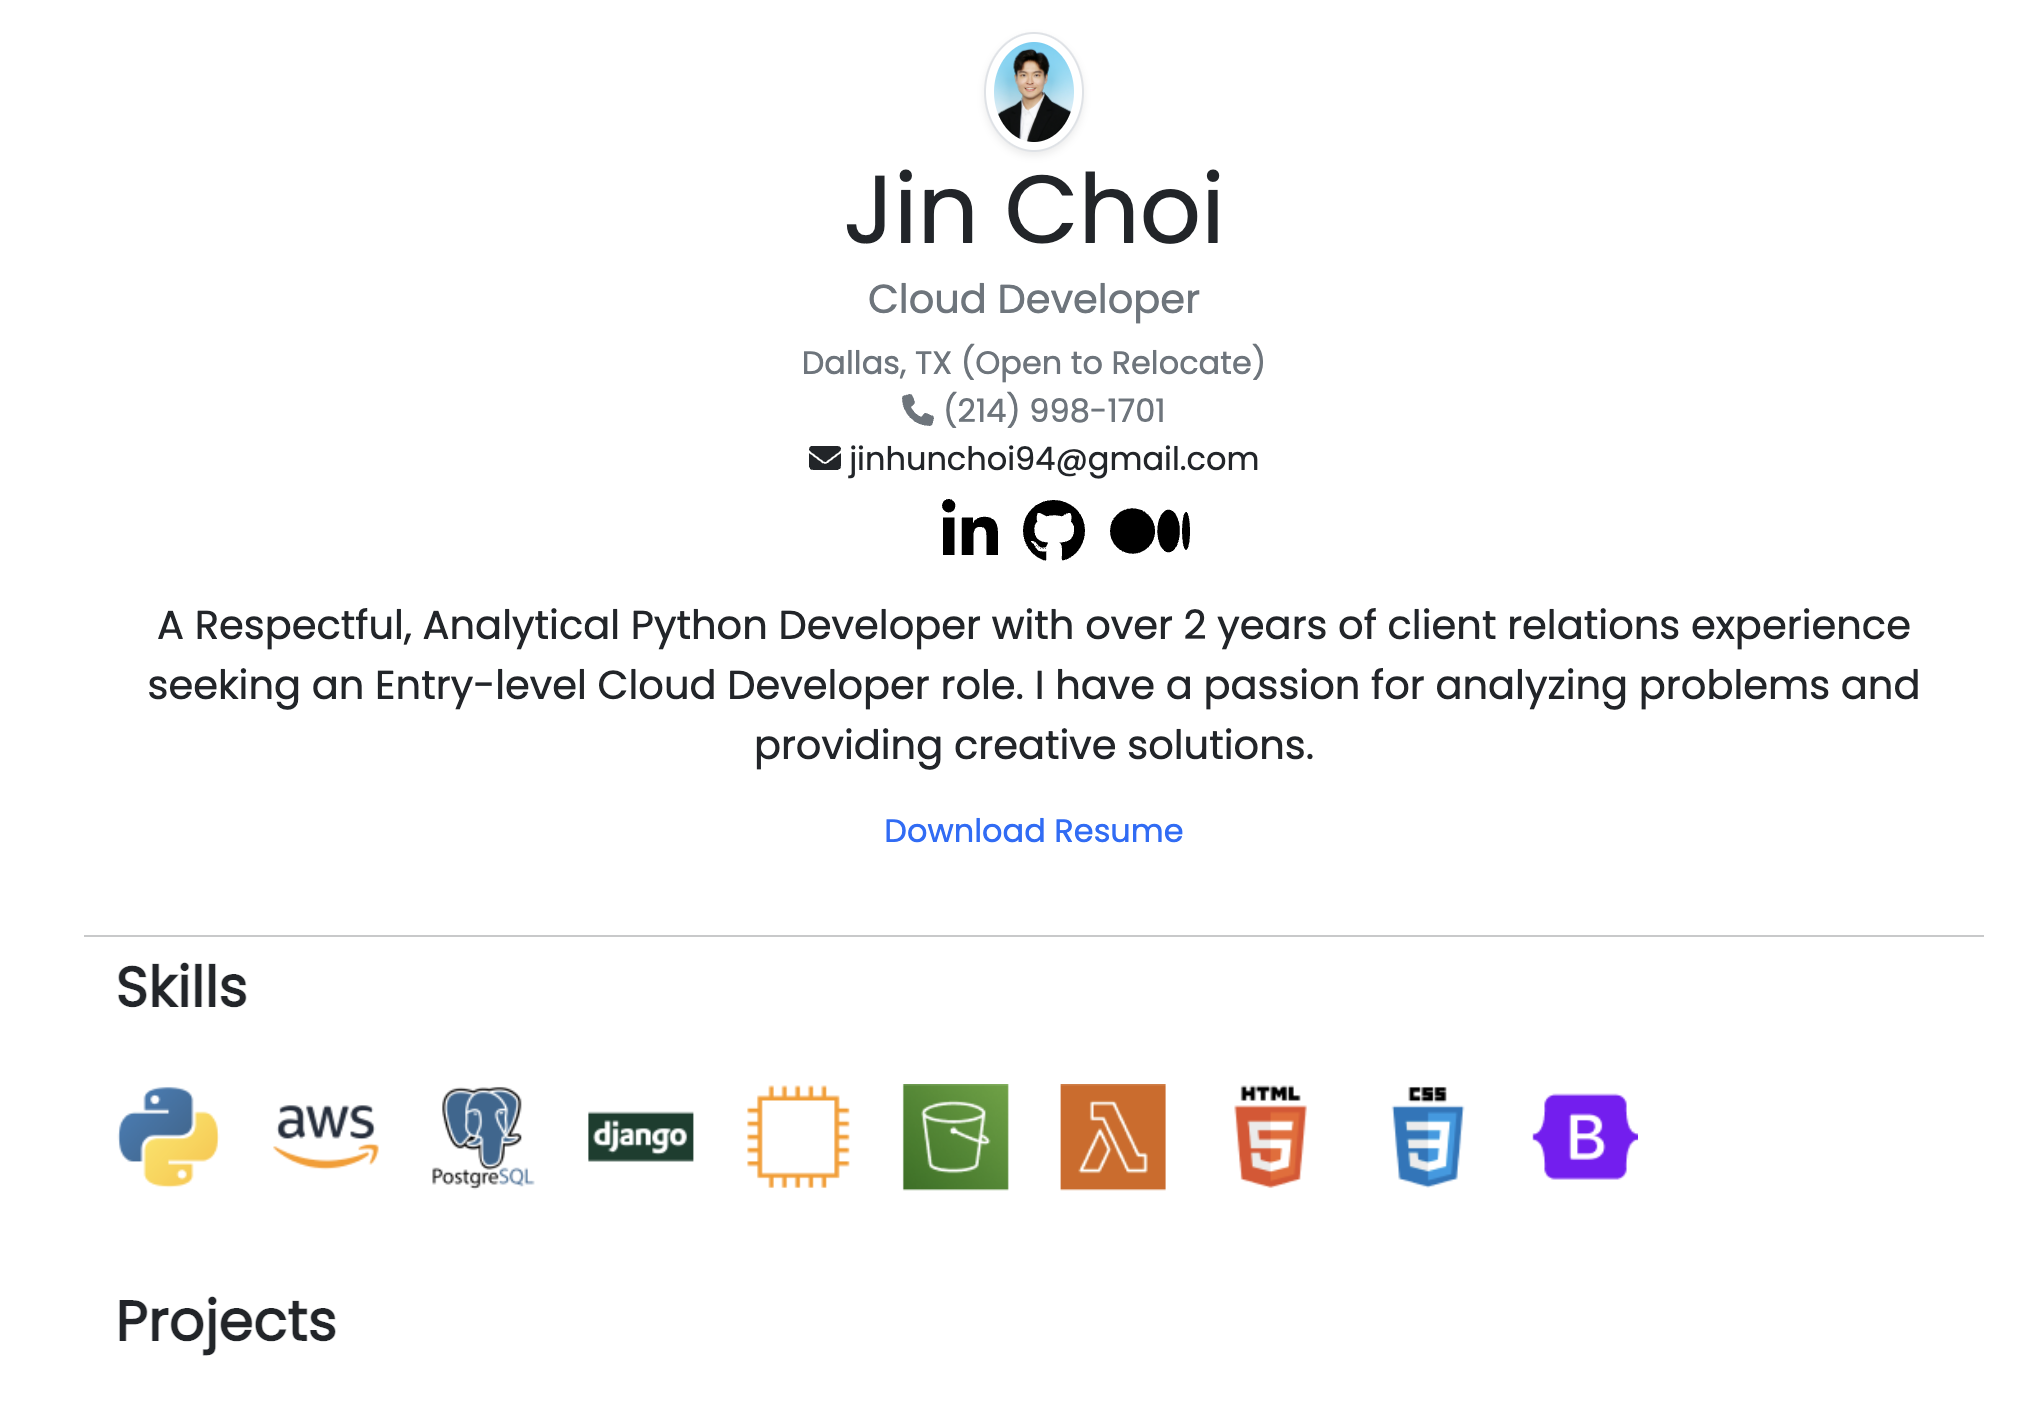 Jin Choi
Cloud Developer
Dallas, TX (Open to Relocate)
(214) 998-1701
jinhunchoi94@gmail.com
in
A Respectful, Analytical Python Developer with over 2 years of client relations experience
seeking an Entry-level Cloud Developer role. I have a passion for analyzing problems and
providing creative solutions.
Download Resume
Skills
aws
PostgreSQL
django
HTML
5
CSS
3
B
Projects